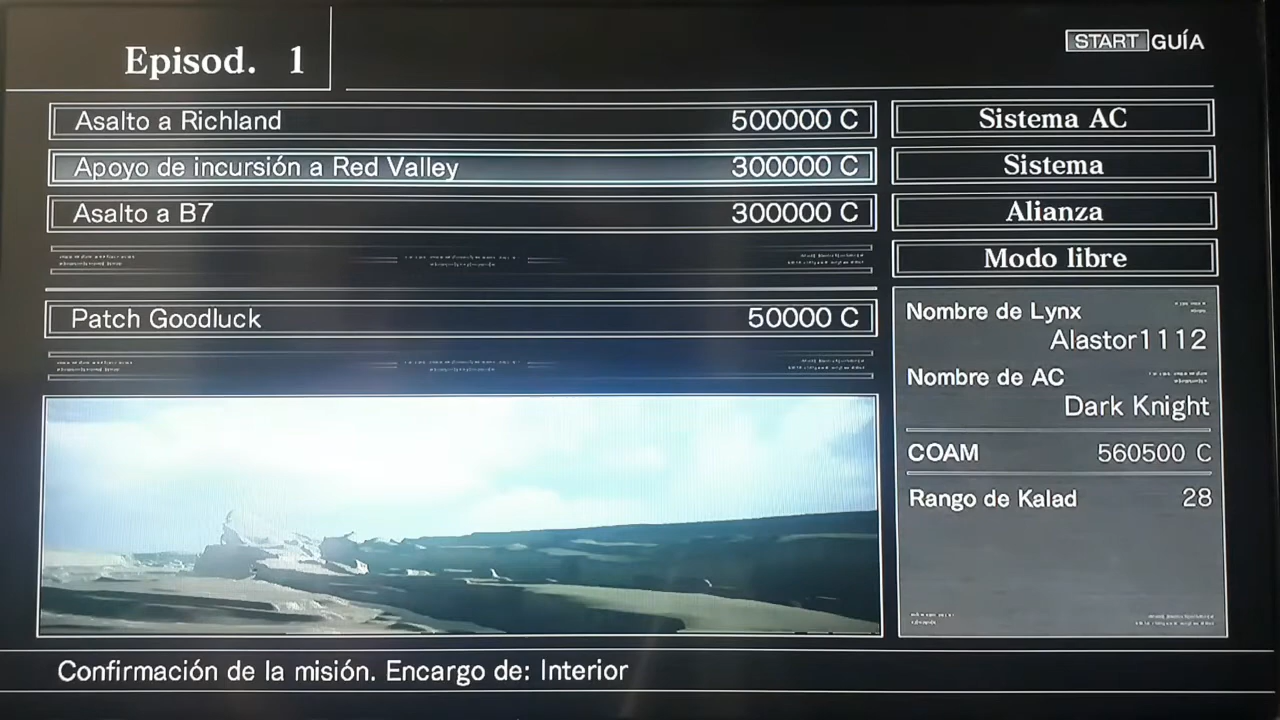 Episod. 1
START GUÍA
Asalto a Richland 500000 C
Apoyo de incursión a Red Valley 300000 C
Asalto a B7 300000 C
Patch Goodluck 50000 C
Sistema AC
Sistema
Alianza
Modo libre
Nombre de Lynx
Alastor1112
Nombre de AC
Dark Knight
COAM 560500 C
Rango de Kalad 28
Confirmación de la misión. Encargo de: Interior